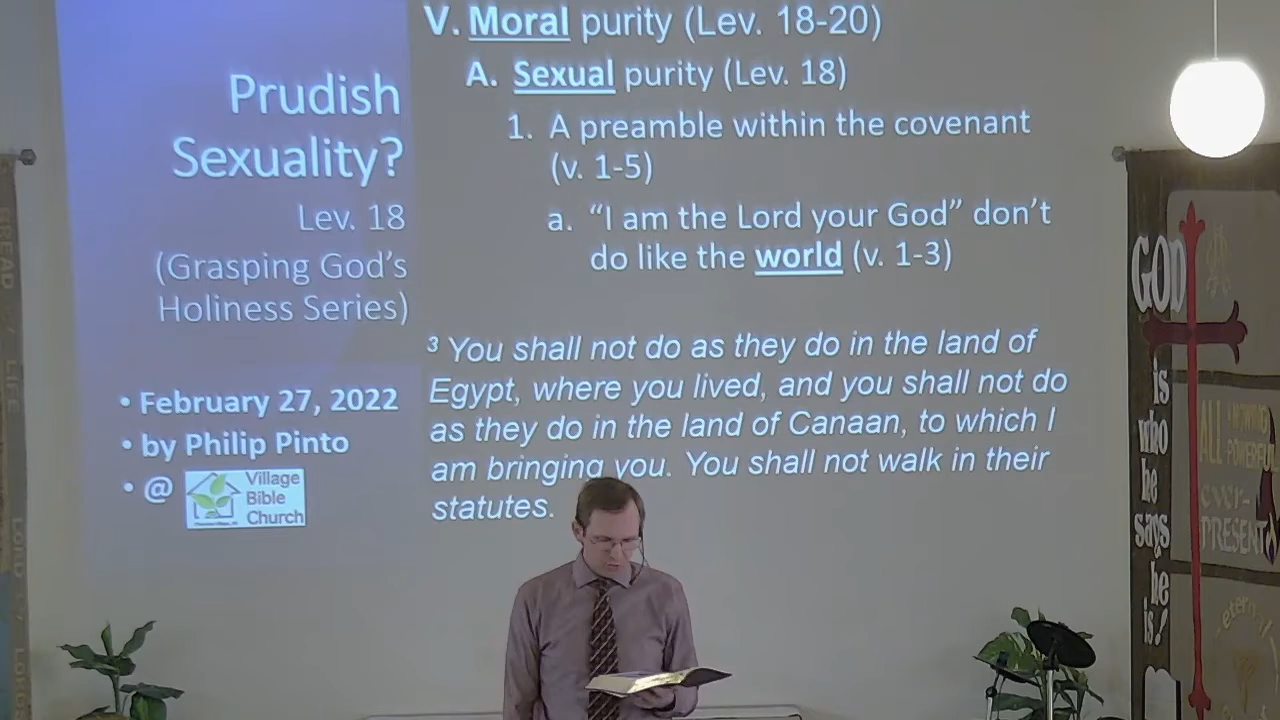 Prudish
Sexuality?
Lev. 18
(Grasping God's
Holiness Series)
• February 27, 2022
• by Philip Pinto
• @
Village
Bible
Church
V. Moral purity (Lev. 18-20)
A. Sexual purity (Lev. 18)
1. A preamble within the covenant
(v. 1-5)
a. “I am the Lord your God” don’t
do like the world (v. 1-3)
3 You shall not do as they do in the land of
Egypt, where you lived, and you shall not do
as they do in the land of Canaan, to which I
am bringing you. You shall not walk in their
statutes.
BREAD
LIFE
LORD
GOD
is
who
he
says
he
is!
ALL
POWERFUL
ever-
PRESENT
eternal